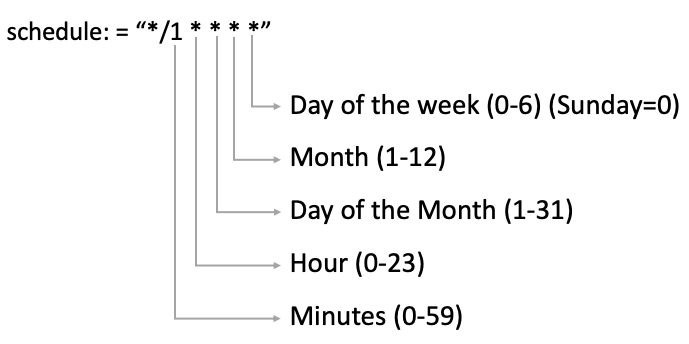 schedule: = “*/1 * * * *”
Day of the week (0-6) (Sunday=0)
Month (1-12)
Day of the Month (1-31)
Hour (0-23)
Minutes (0-59)